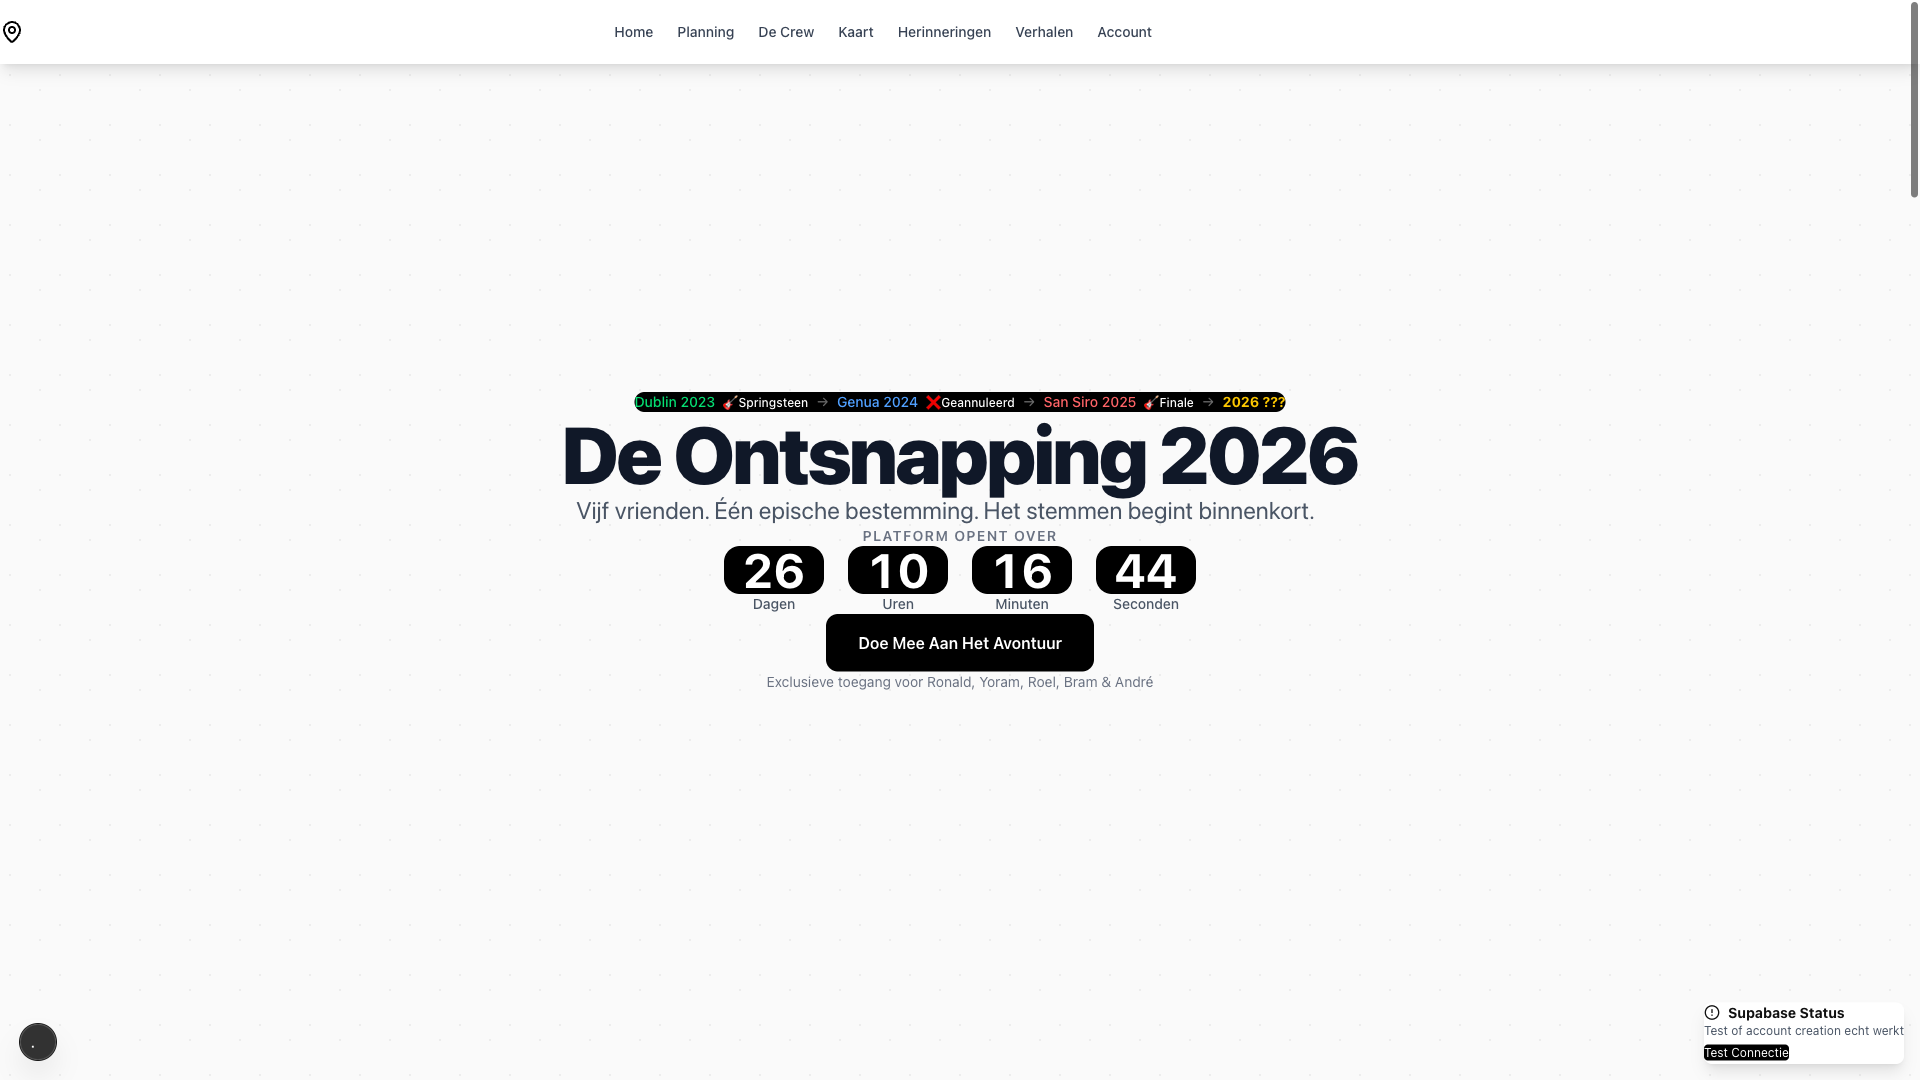 Home Planning De Crew Kaart Herinneringen Verhalen Account
Dublin 2023 🎸Springsteen → Genua 2024 ❌Geannuleerd → San Siro 2025 🎸Finale → 2026 ???
De Ontsnapping 2026
Vijf vrienden. Één epische bestemming. Het stemmen begint binnenkort.
PLATFORM OPENT OVER
26 10 16 44
Dagen Uren Minuten Seconden
Doe Mee Aan Het Avontuur
Exclusieve toegang voor Ronald, Yoram, Roel, Bram & André
Supabase Status
Test of account creation echt werkt
Test Connectie